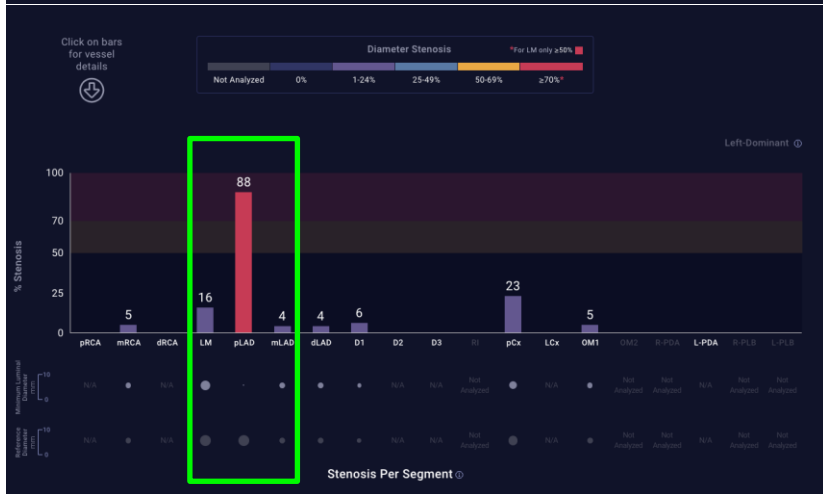 Click on bars
for vessel
details
Diameter Stenosis
*For LM only ≥50%
Not Analyzed 0% 1-24% 25-49% 50-69% ≥70%*
Left-Dominant
100
70
50
25
0
% Stenosis
5 16 88 4 4 6 23 5
pRCA mRCA dRCA LM pLAD mLAD dLAD D1 D2 D3 RI pCx LCx OM1 OM2 R-PDA L-PDA R-PLB L-PLB
Minimum Luminal
Diameter
mm
10
0
N/A N/A N/A N/A Not Analyzed N/A Not Analyzed Not Analyzed N/A Not Analyzed Not Analyzed
Reference
Diameter
mm
10
0
N/A N/A N/A N/A Not Analyzed N/A Not Analyzed Not Analyzed N/A Not Analyzed Not Analyzed
Stenosis Per Segment